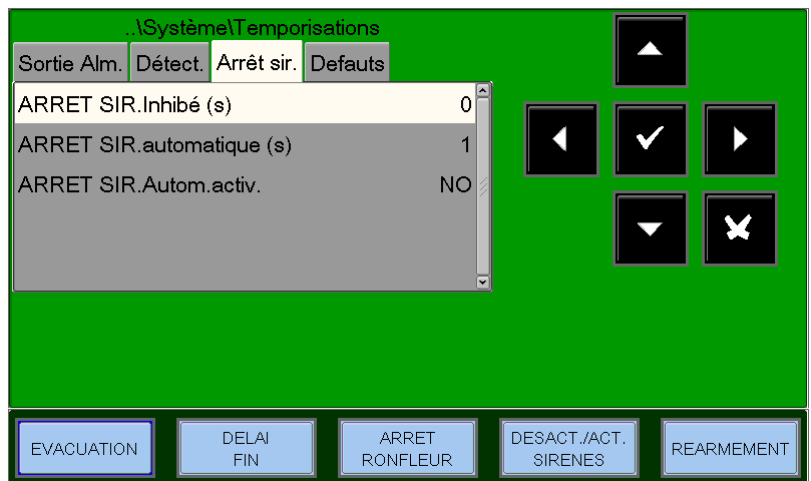 ..\Système\Temporisations
Sortie Alm. Détect. Arrêt sir. Defauts
ARRET SIR.Inhibé (s) 0
ARRET SIR.automatique (s) 1
ARRET SIR.Autom.activ. NO
EVACUATION
DELAI
FIN
ARRET
RONFLEUR
DESACT./ACT.
SIRENES
REARMEMENT